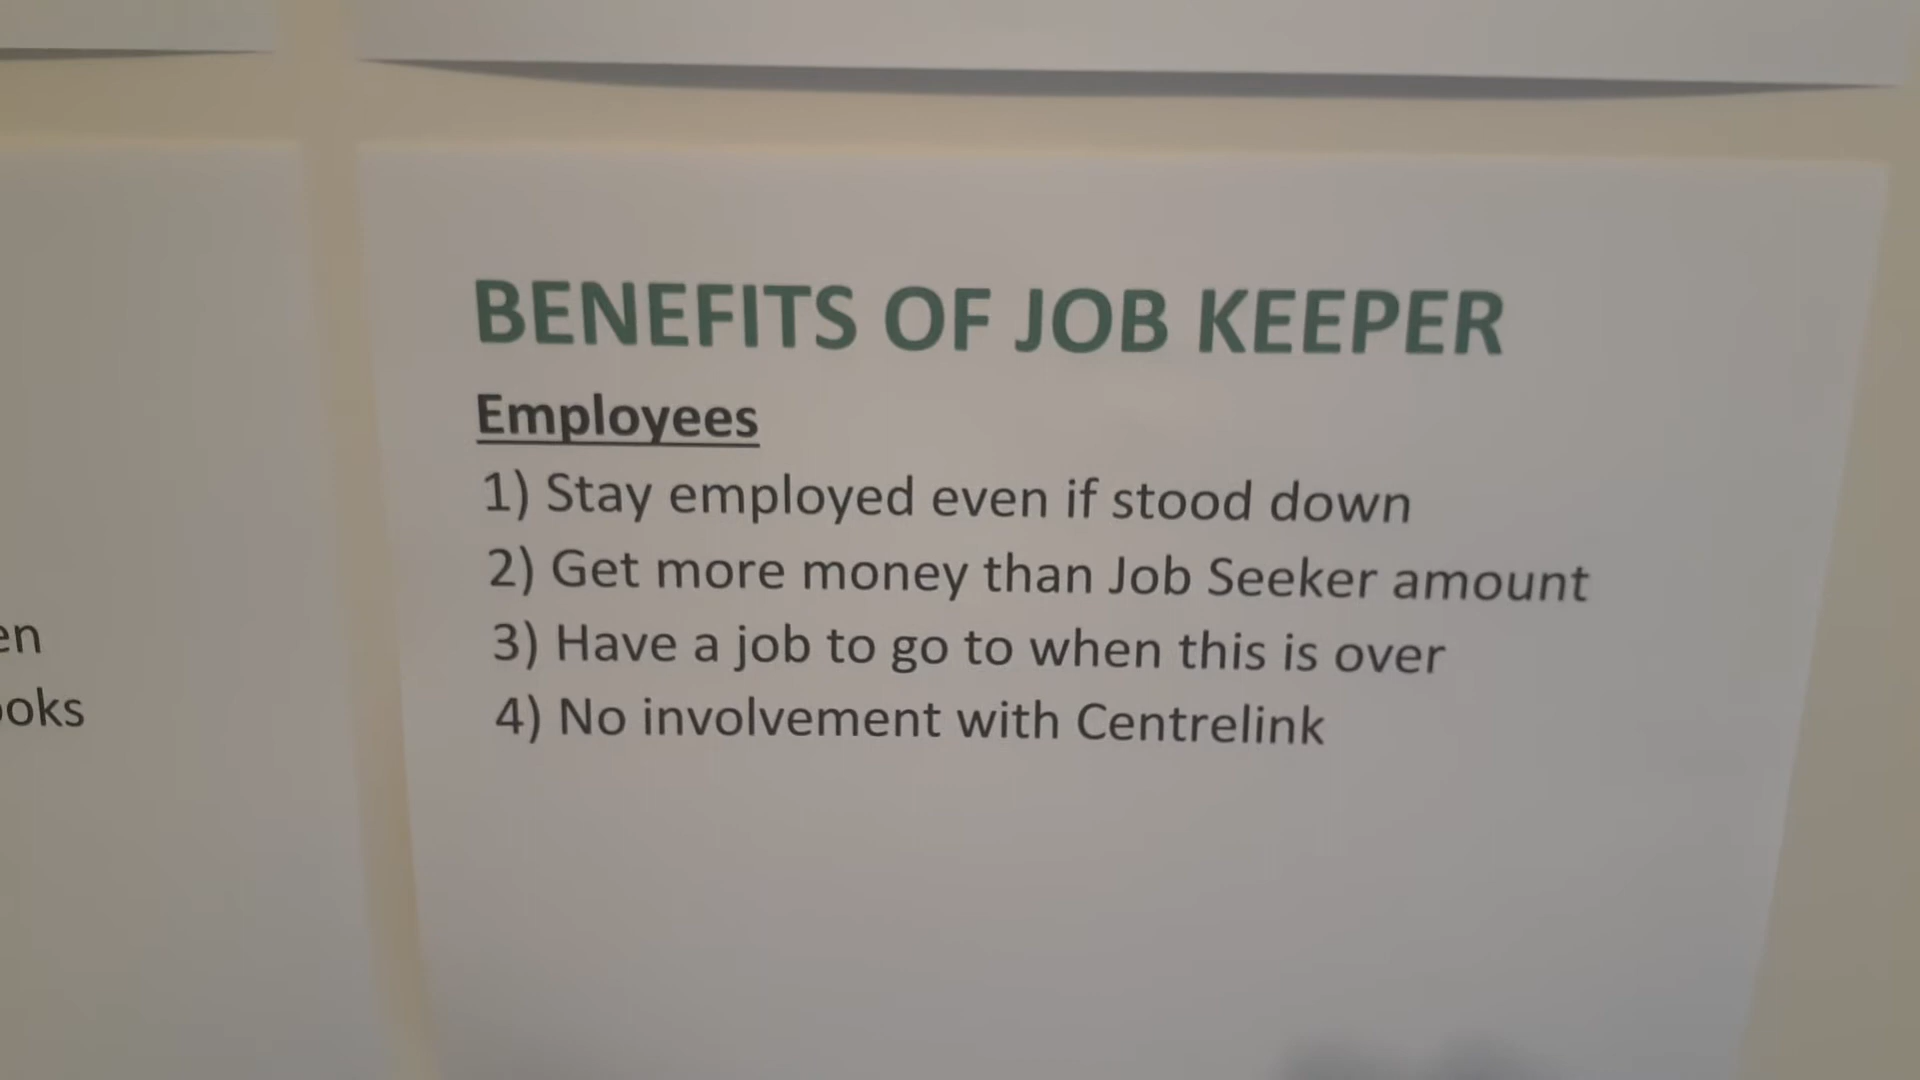 BENEFITS OF JOB KEEPER
Employees
1) Stay employed even if stood down
2) Get more money than Job Seeker amount
3) Have a job to go to when this is over
4) No involvement with Centrelink